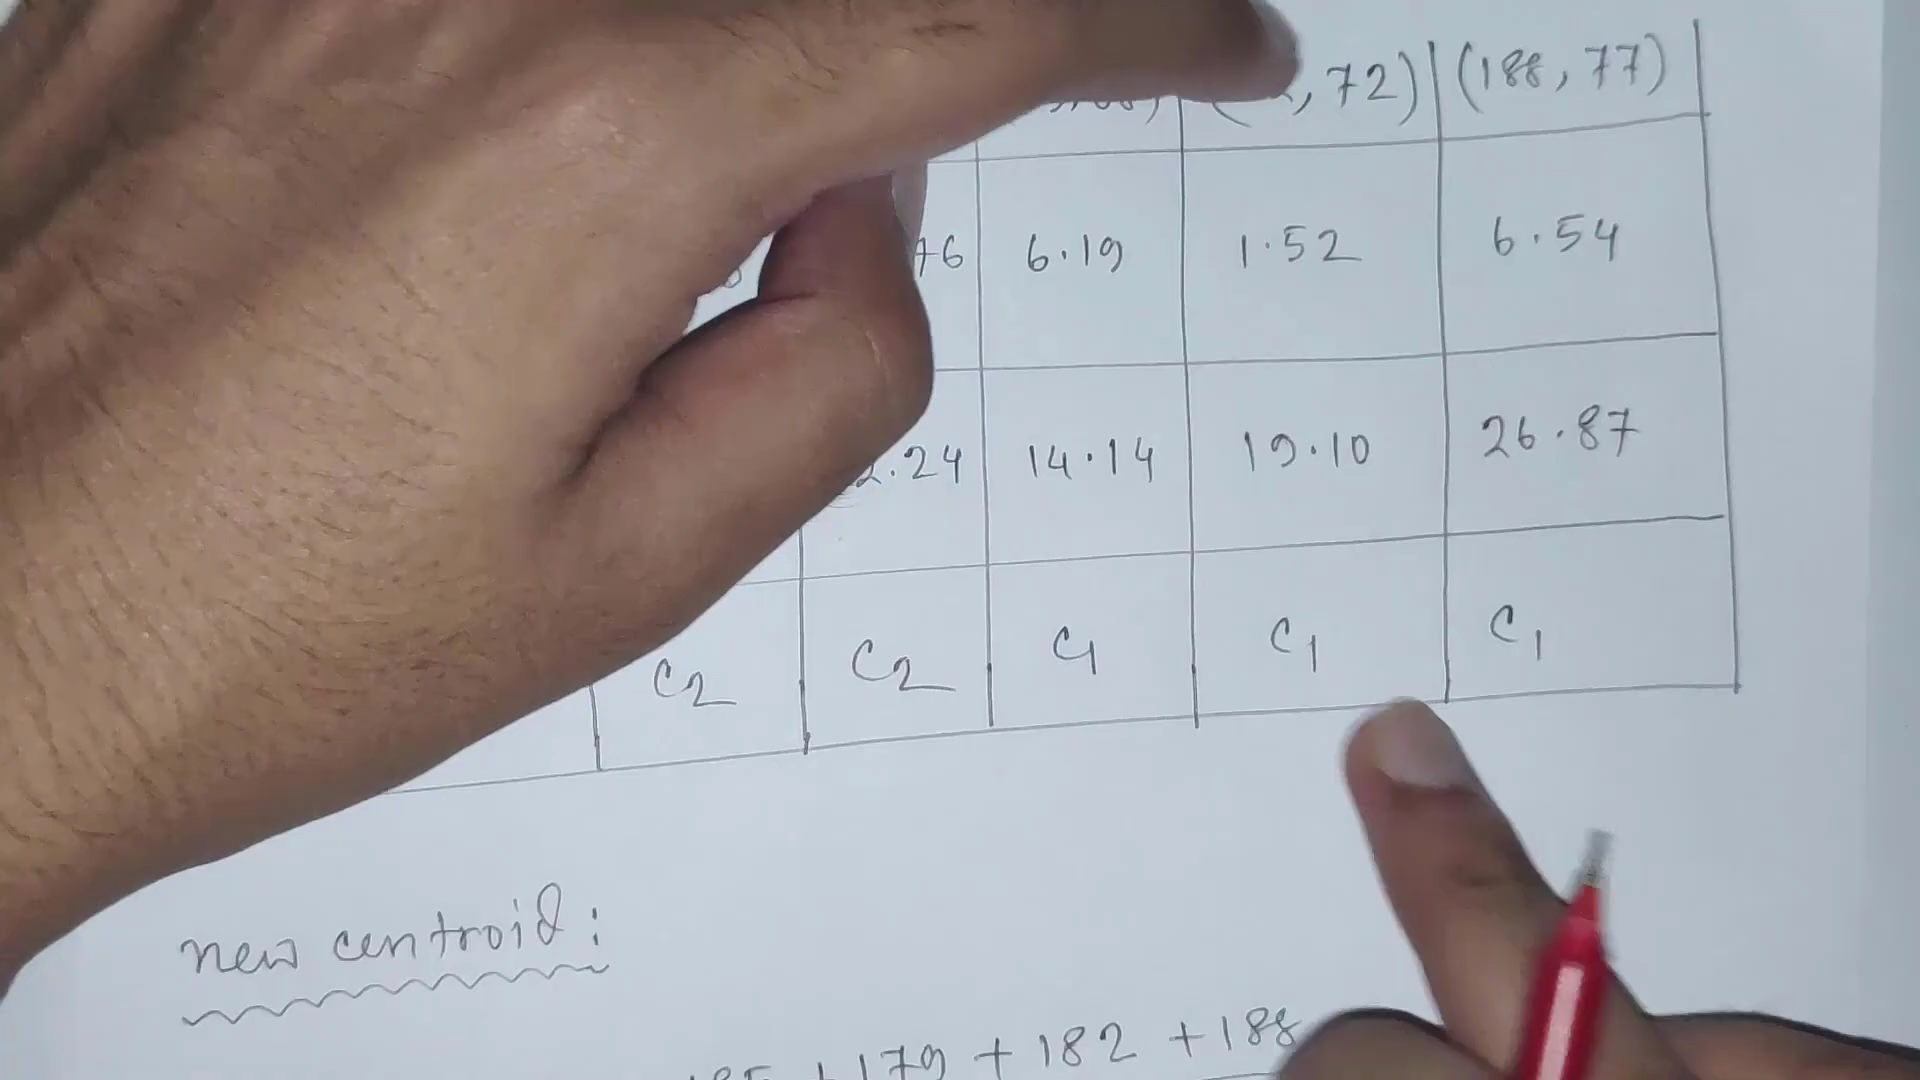 , 72) (188, 77)
6.19 1.52 6.54
.24 14.14 19.10 26.87
C2 C2 C1 C1 C1
new centroid:
+ 179 + 182 + 188